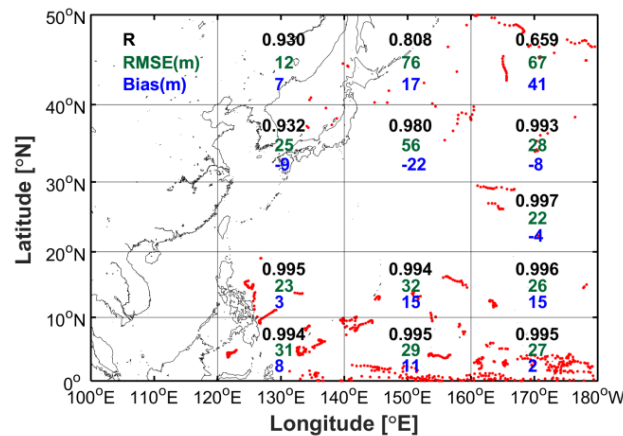 50°N
R 0.930 0.808 0.659
RMSE(m) 12 76 67
Bias(m) 7 17 41
40°N
0.932 0.980 0.993
25 56 28
-9 -22 -8
30°N
0.997
22
-4
20°N
0.995 0.994 0.996
23 32 26
3 15 15
10°N
0.994 0.995 0.995
31 29 27
8 11 2
0°
100°E 110°E 120°E 130°E 140°E 150°E 160°E 170°E 180°W
Longitude [°E]
Latitude [°N]